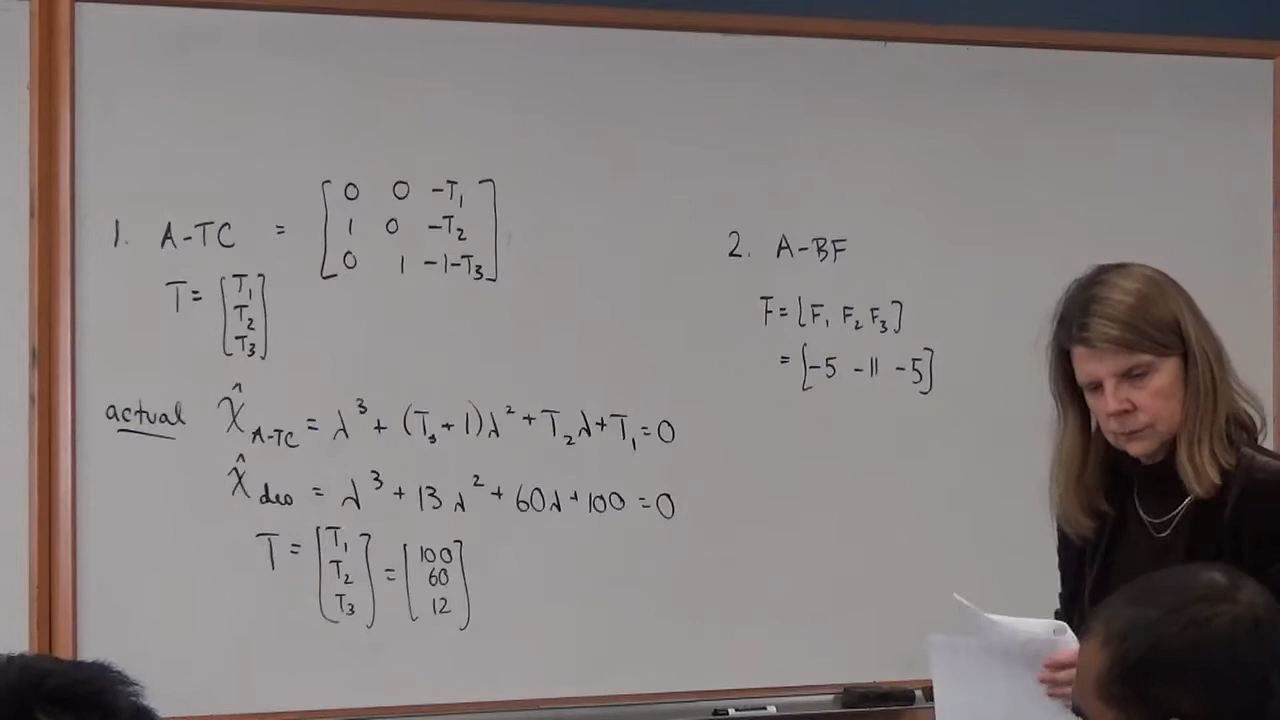 1. A-TC = [0 0 -T₁
1 0 -T₂
0 1 -1-T₃]
T = [T₁
T₂
T₃]
actual χ̂_A-TC = λ³ + (T₃+1)λ² + T₂λ + T₁ = 0
χ̂_des = λ³ + 13λ² + 60λ + 100 = 0
T = [T₁ T₂ T₃] = [100 60 12]
2. A-BF
F = [F₁ F₂ F₃]
= [-5 -11 -5]